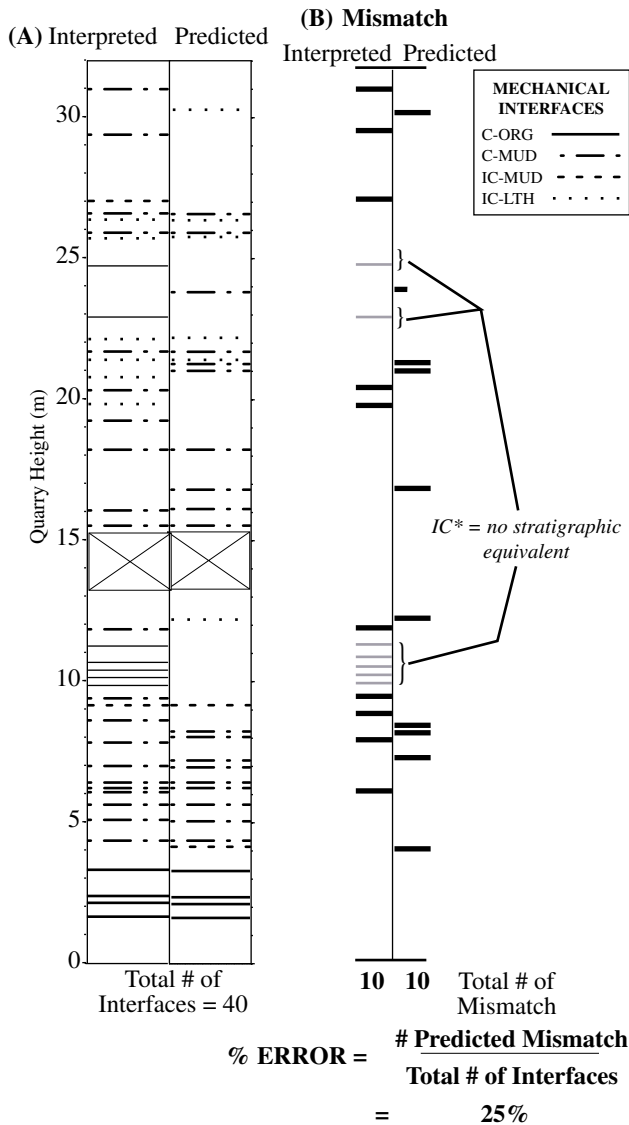 (B) Mismatch
(A) Interpreted Predicted
Interpreted Predicted
MECHANICAL
INTERFACES
C-ORG
C-MUD
IC-MUD
IC-LTH
30
25
20
15
10
5
0
Quarry Height (m)
IC* = no stratigraphic
equivalent
Total # of
Interfaces = 40
10 10
Total # of
Mismatch
% ERROR = # Predicted Mismatch
Total # of Interfaces
= 25%